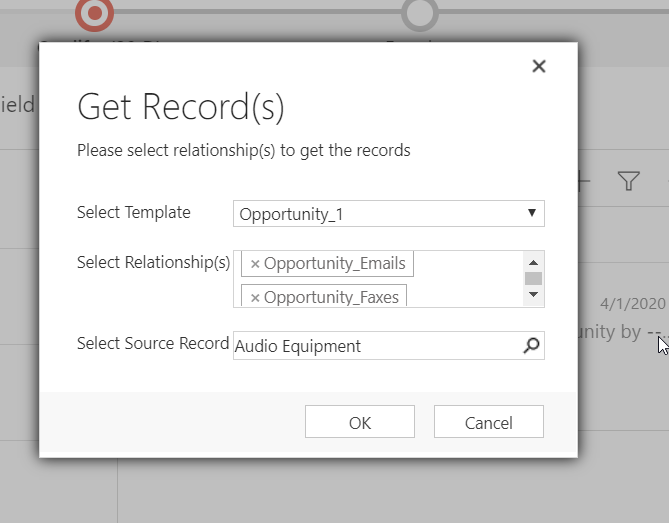 ield
Get Record(s)
Please select relationship(s) to get the records
Select Template
Opportunity_1
Select Relationship(s)
× Opportunity_Emails
× Opportunity_Faxes
Select Source Record
Audio Equipment
OK
Cancel
4/1/2020
unity by --..